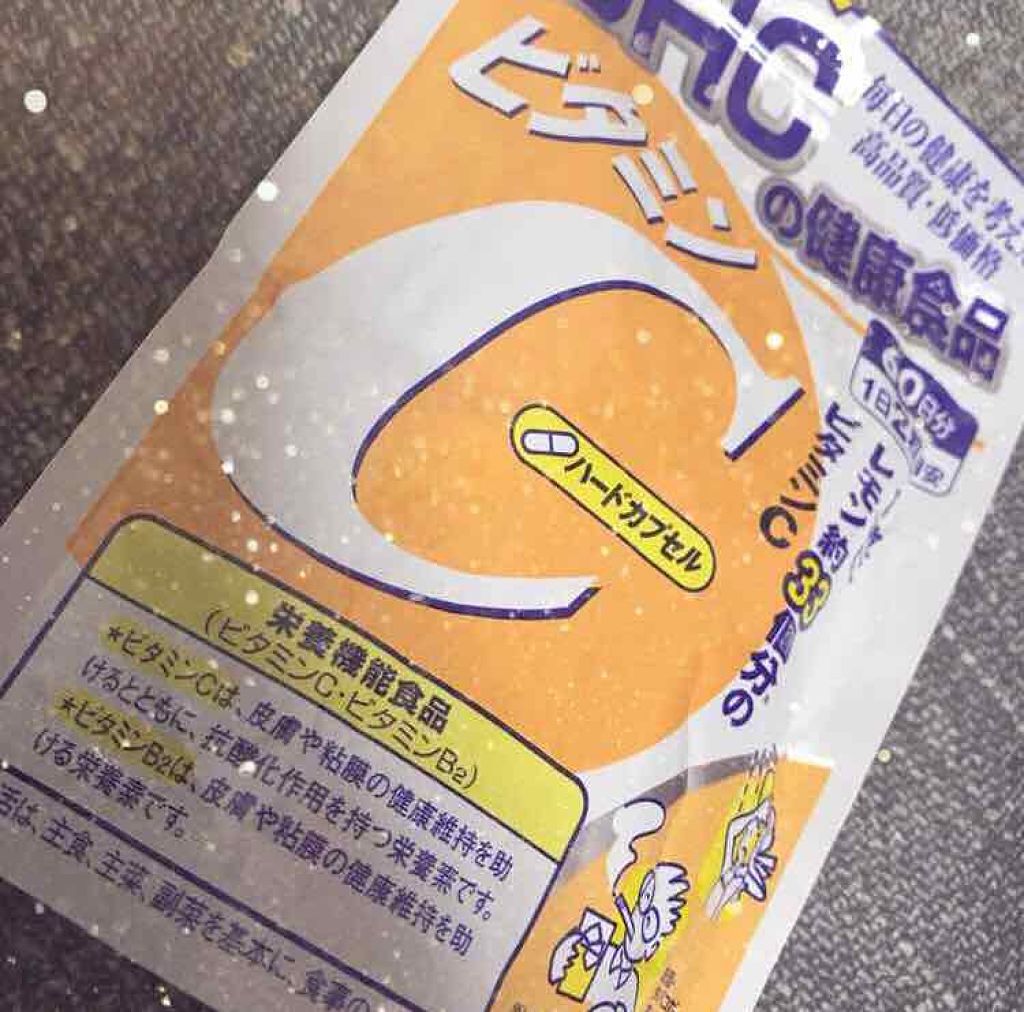 DHC
の健康食品
毎日の健康を考えた
高品質・低価格
ビタミン
C
60日分
1日2粒目安
ハードカプセル
レモン約33個分の
ビタミンC
栄養機能食品
(ビタミンC・ビタミンB2)
*ビタミンCは、皮膚や粘膜の健康維持を助
けるとともに、抗酸化作用を持つ栄養素です。
*ビタミンB2は、皮膚や粘膜の健康維持を助
ける栄養素です。
活は、主食、主菜、副菜を基本に、食事の